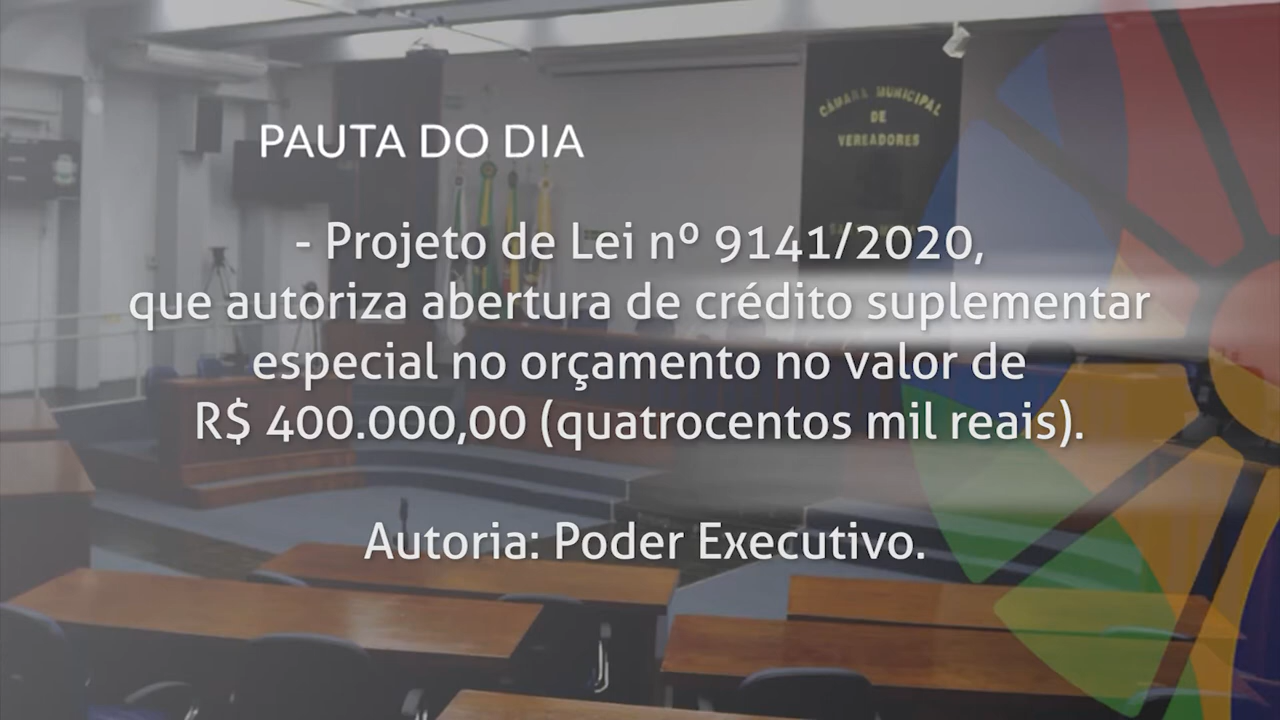 CÂMARA MUNICIPAL
DE
VEREADORES
PAUTA DO DIA
- Projeto de Lei nº 9141/2020,
que autoriza abertura de crédito suplementar
especial no orçamento no valor de
R$ 400.000,00 (quatrocentos mil reais).
Autoria: Poder Executivo.